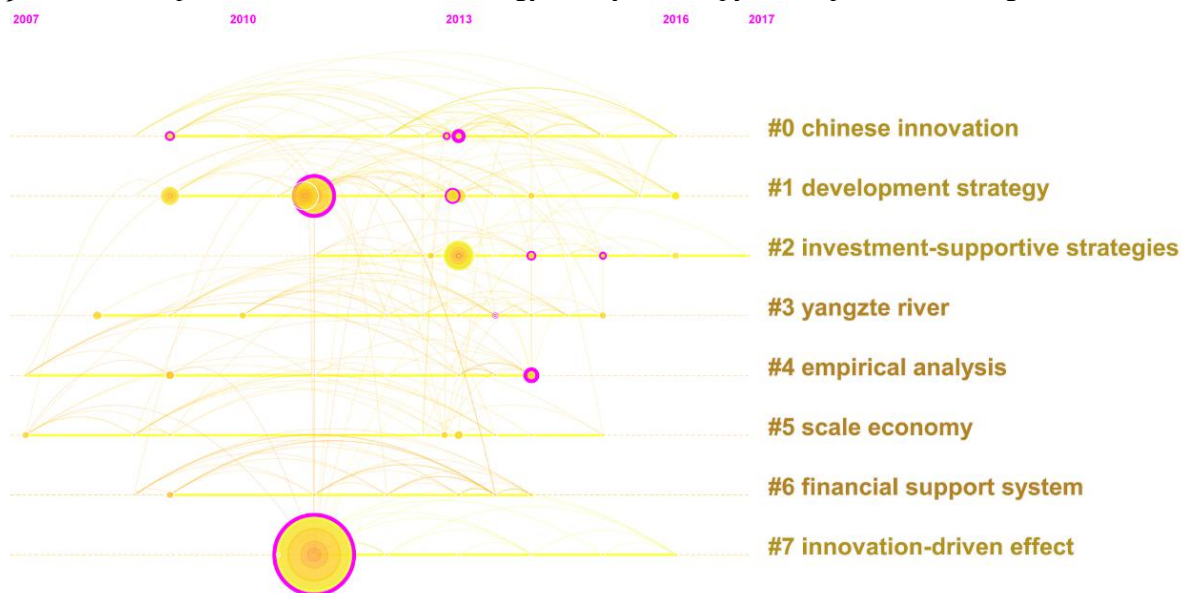 2007 2010 2013 2016 2017
#0 chinese innovation
#1 development strategy
#2 investment-supportive strategies
#3 yangzte river
#4 empirical analysis
#5 scale economy
#6 financial support system
#7 innovation-driven effect